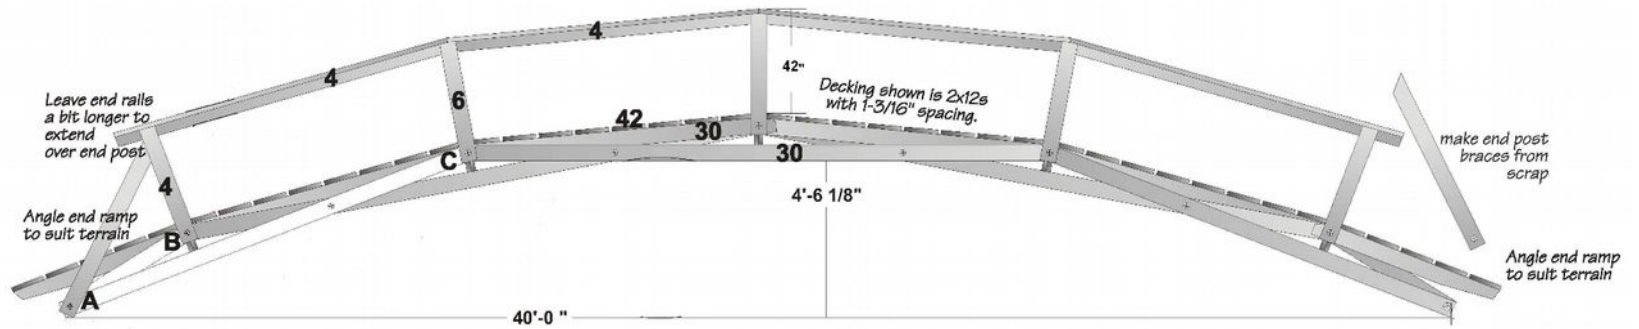 4
4
42"
Leave end rails
a bit longer to
extend
over end post
6
Decking shown is 2x12s
with 1-3/16" spacing.
42
30
make end post
braces from
scrap
C
30
4
4'-6 1/8"
Angle end ramp
to suit terrain
B
Angle end ramp
to suit terrain
A
40'-0 "